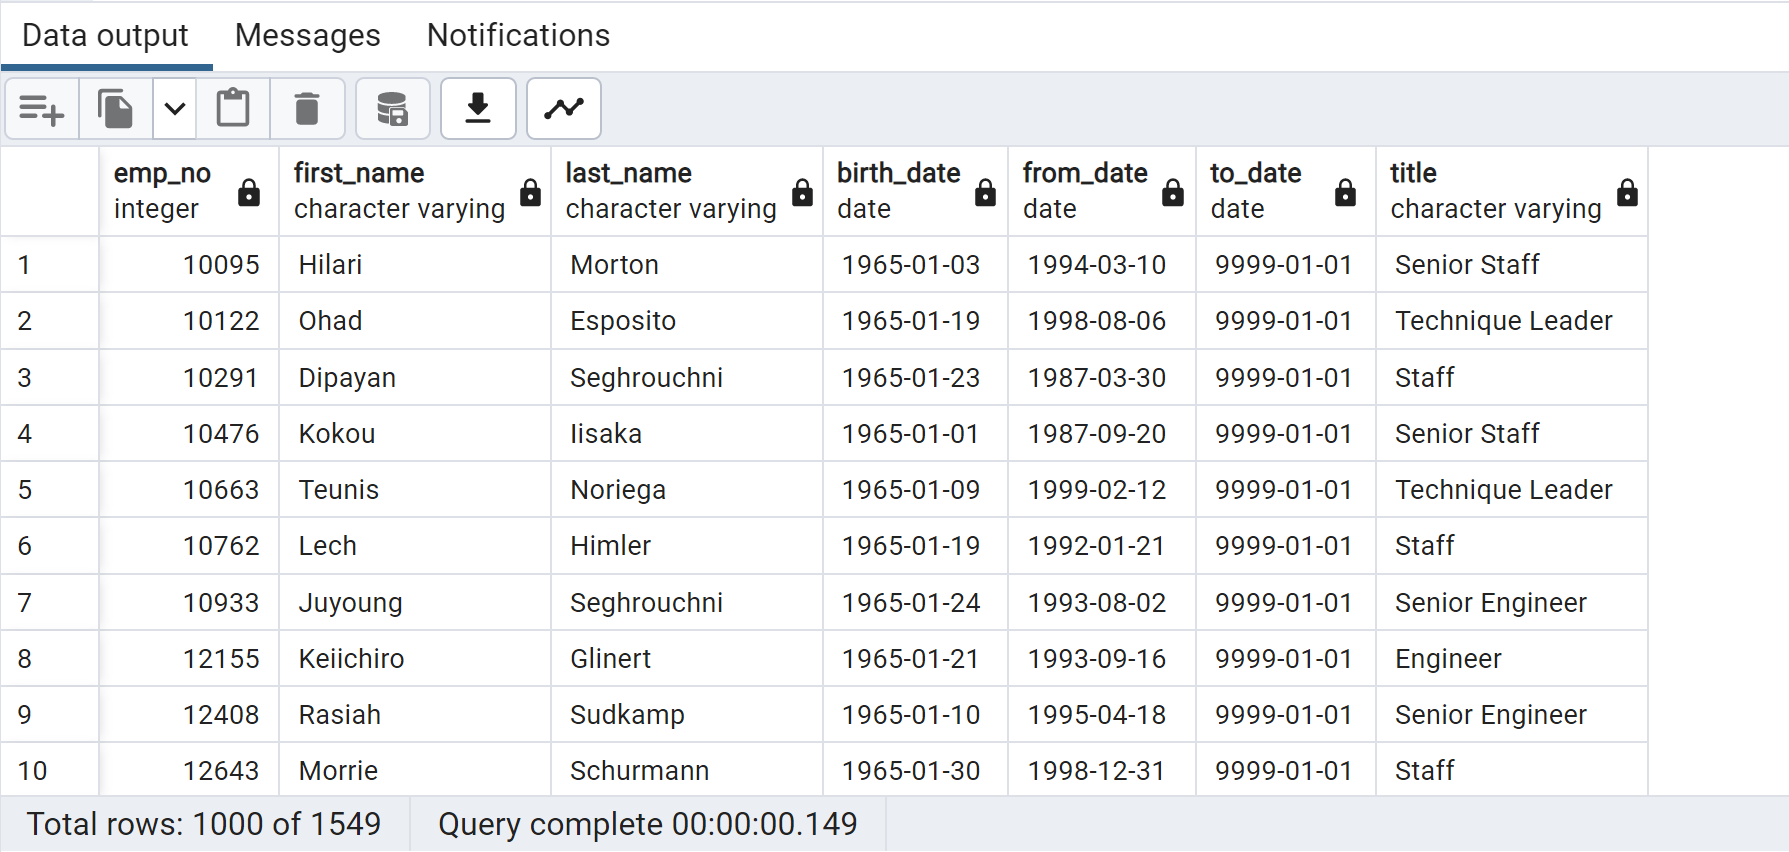 Data output Messages Notifications
emp_no first_name last_name birth_date from_date to_date title
integer character varying character varying date date date character varying
1 10095 Hilari Morton 1965-01-03 1994-03-10 9999-01-01 Senior Staff
2 10122 Ohad Esposito 1965-01-19 1998-08-06 9999-01-01 Technique Leader
3 10291 Dipayan Seghrouchni 1965-01-23 1987-03-30 9999-01-01 Staff
4 10476 Kokou Iisaka 1965-01-01 1987-09-20 9999-01-01 Senior Staff
5 10663 Teunis Noriega 1965-01-09 1999-02-12 9999-01-01 Technique Leader
6 10762 Lech Himler 1965-01-19 1992-01-21 9999-01-01 Staff
7 10933 Juyoung Seghrouchni 1965-01-24 1993-08-02 9999-01-01 Senior Engineer
8 12155 Keiichiro Glinert 1965-01-21 1993-09-16 9999-01-01 Engineer
9 12408 Rasiah Sudkamp 1965-01-10 1995-04-18 9999-01-01 Senior Engineer
10 12643 Morrie Schurmann 1965-01-30 1998-12-31 9999-01-01 Staff
Total rows: 1000 of 1549 Query complete 00:00:00.149